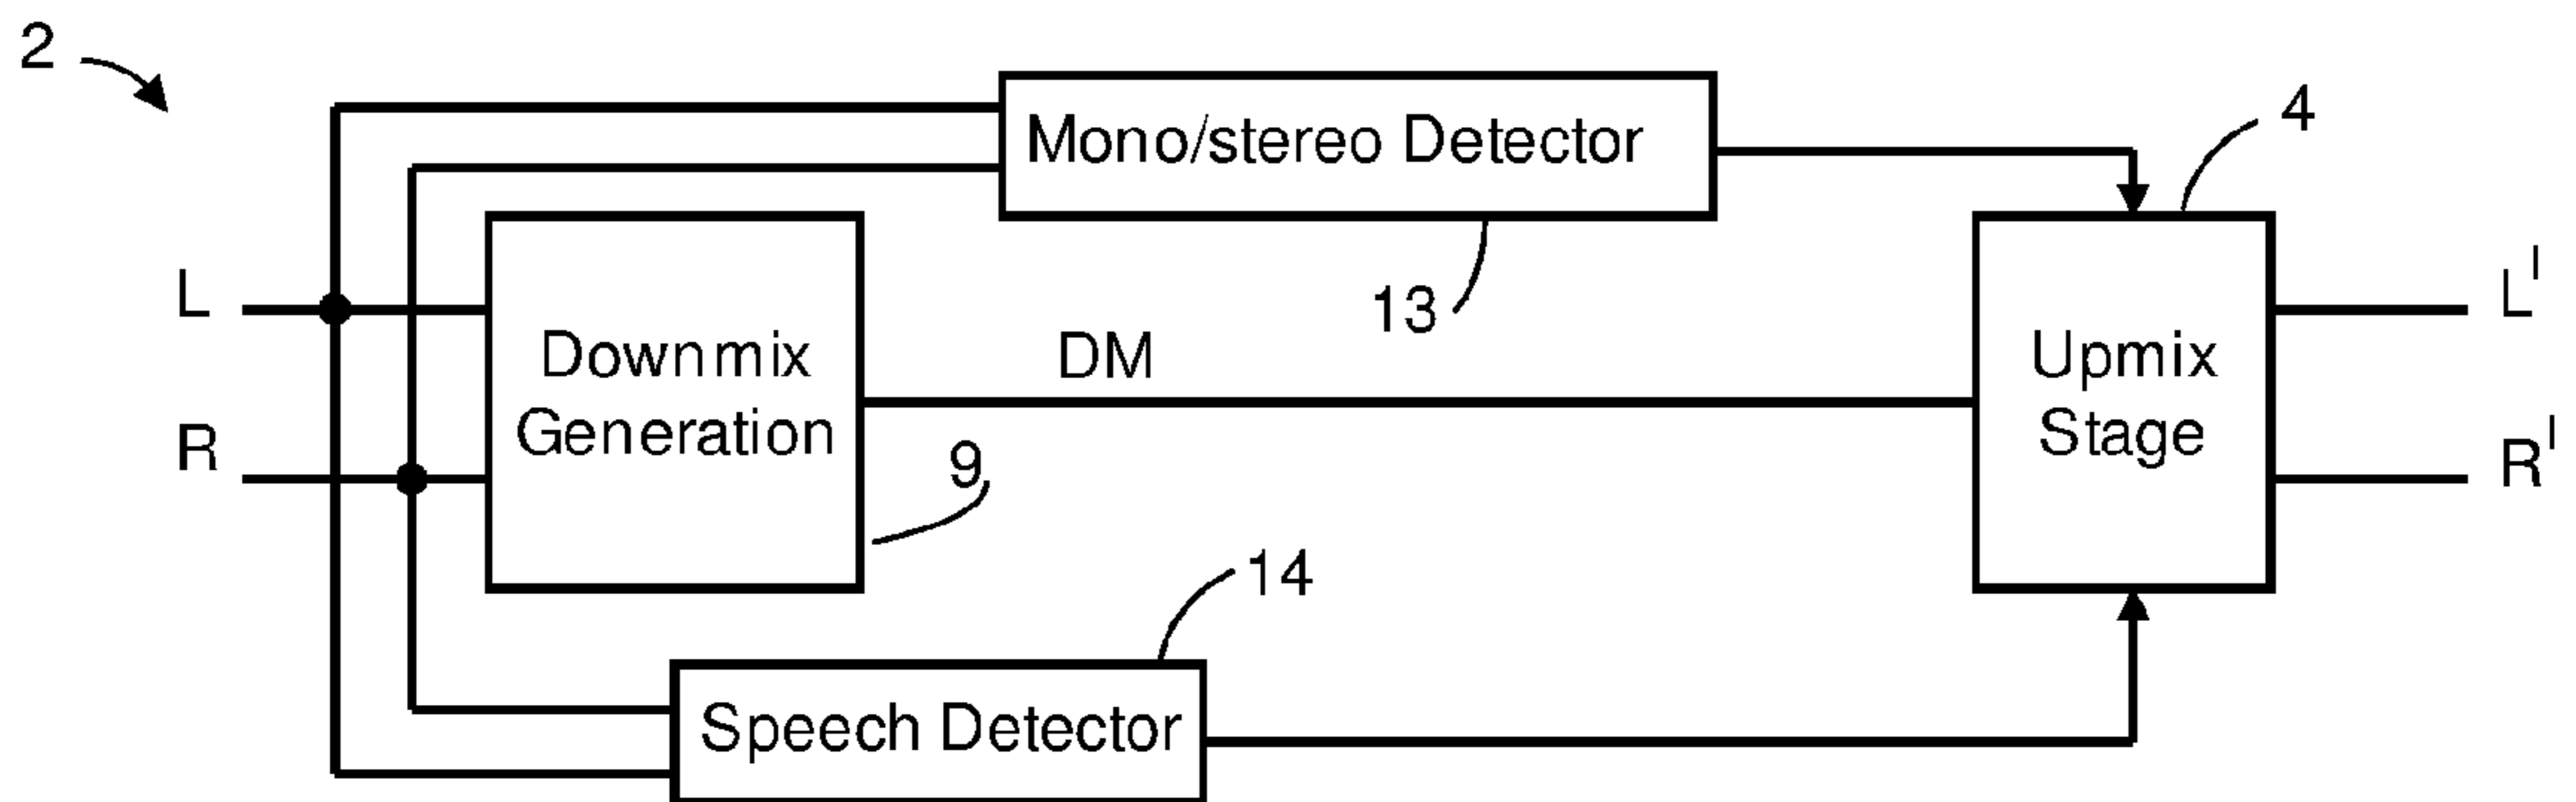 2
Mono/stereo Detector
4
13
L
R
Downmix
Generation
9
DM
Upmix
Stage
L'
R'
14
Speech Detector